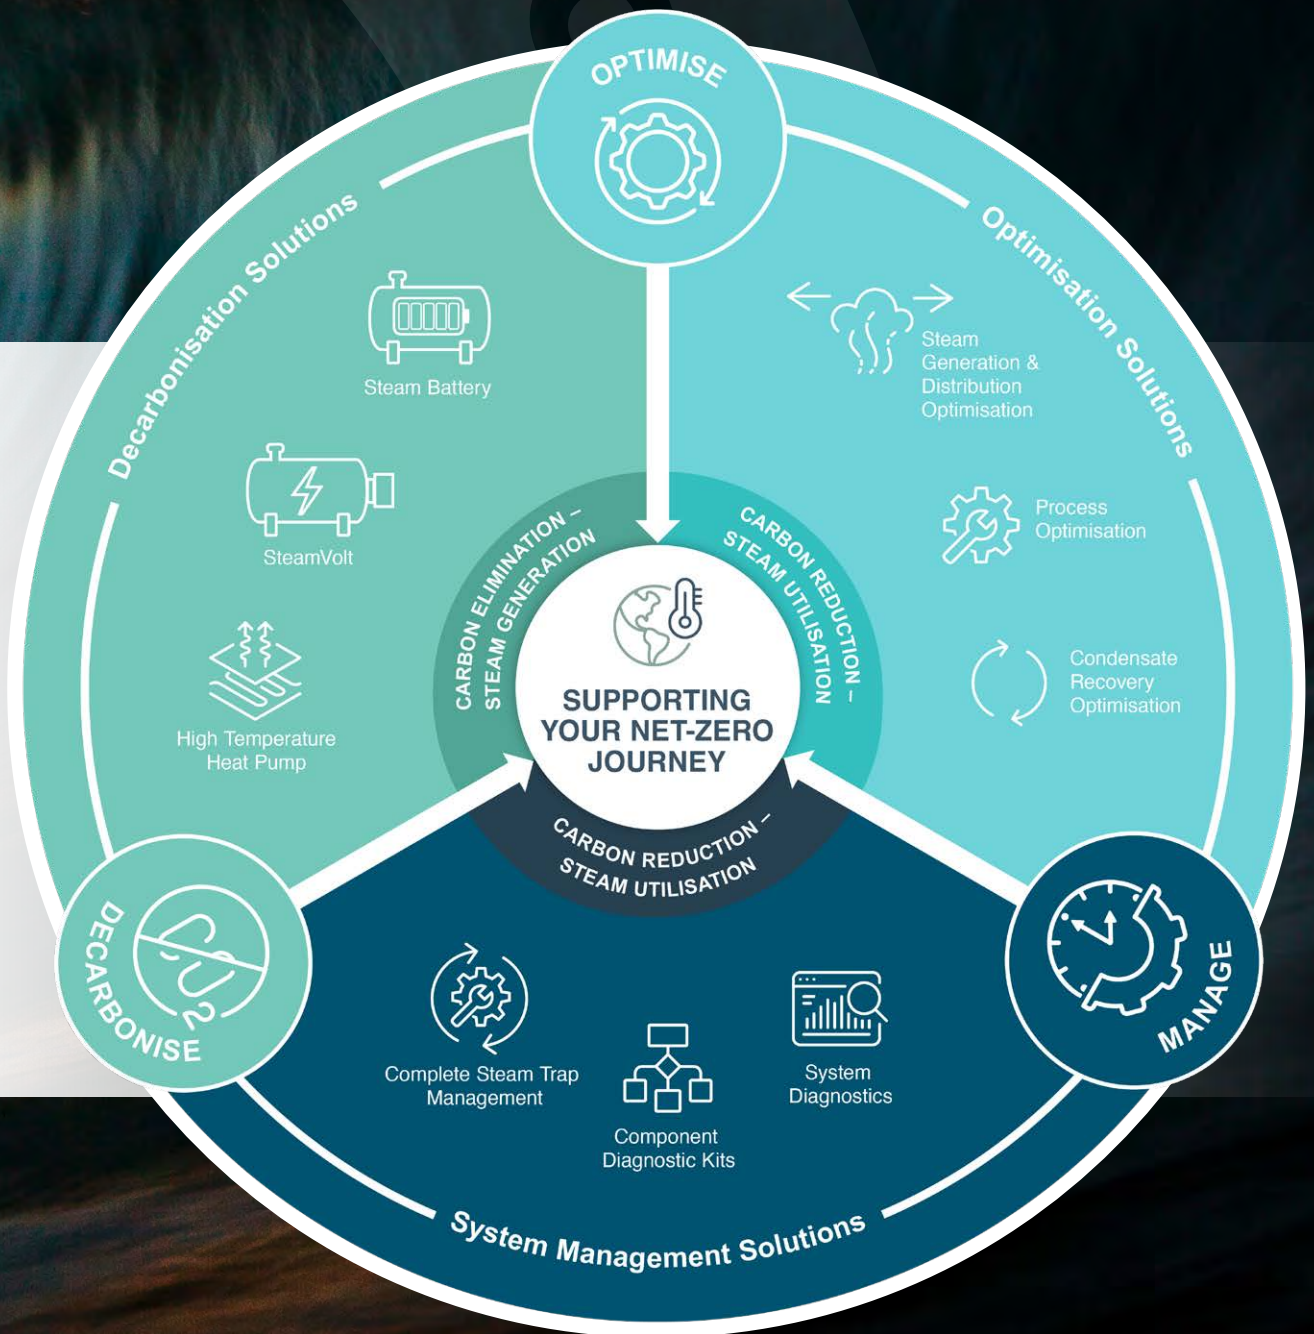 OPTIMISE
Decarbonisation Solutions
Steam Battery
SteamVolt
High Temperature
Heat Pump
Optimisation Solutions
Steam
Generation &
Distribution
Optimisation
Process
Optimisation
Condensate
Recovery
Optimisation
CARBON ELIMINATION –
STEAM GENERATION
CARBON REDUCTION –
STEAM UTILISATION
SUPPORTING
YOUR NET-ZERO
JOURNEY
CARBON REDUCTION –
STEAM UTILISATION
DECARBONISE
CO2
MANAGE
Complete Steam Trap
Management
Component
Diagnostic Kits
System
Diagnostics
System Management Solutions